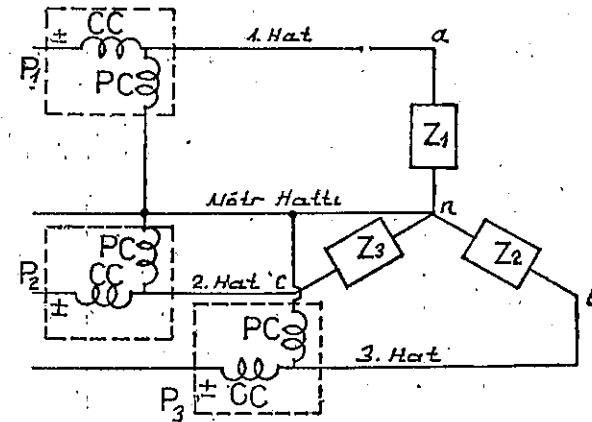 ± CC
1. Hat
a
P1
PC
Z1
Nötr Hattı
n
PC
Z3
Z2
P2
CC
±
2. Hat
C
PC
3. Hat
±
CC
P3